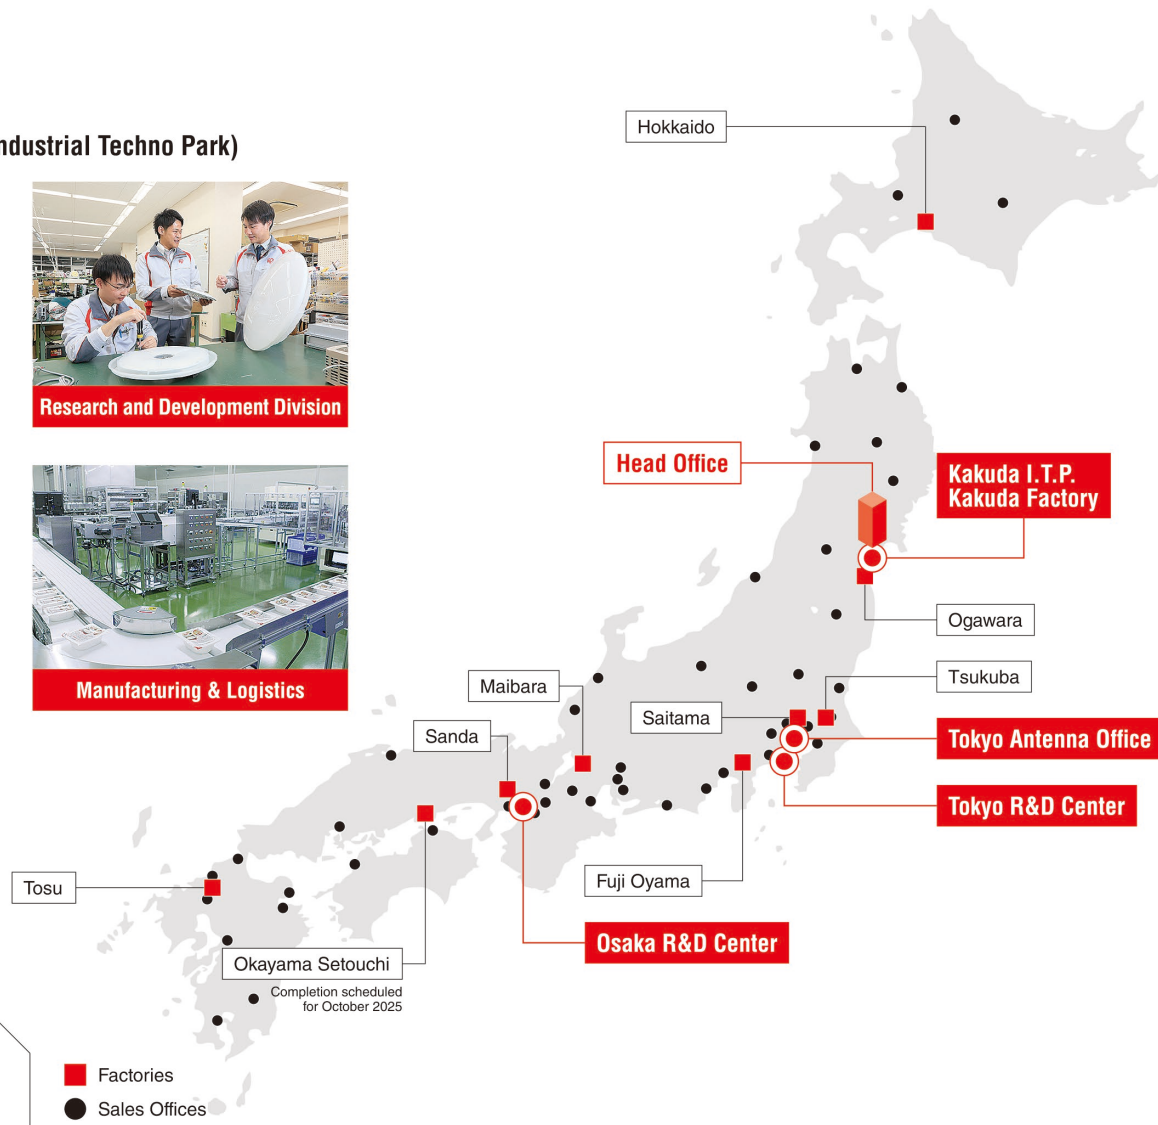 ndustrial Techno Park)
Research and Development Division
Manufacturing & Logistics
Hokkaido
Head Office
Kakuda I.T.P.
Kakuda Factory
Ogawara
Tsukuba
Maibara
Saitama
Sanda
Tokyo Antenna Office
Tokyo R&D Center
Fuji Oyama
Tosu
Osaka R&D Center
Okayama Setouchi
Completion scheduled
for October 2025
Factories
Sales Offices